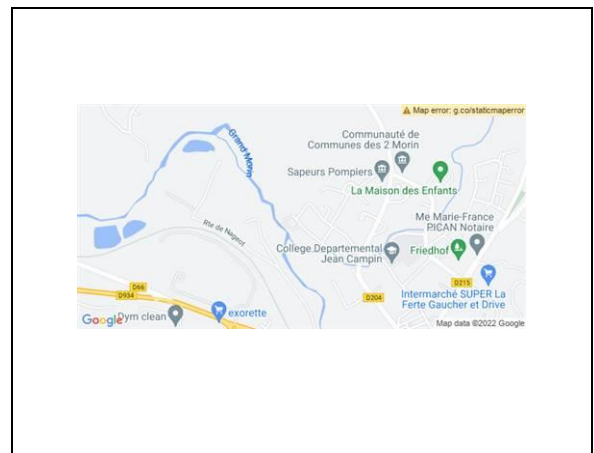 Map error: g.co/staticmaperror
Communauté de
Communes des 2 Morin
Grand Morin
Sapeurs Pompiers
La Maison des Enfants
Me Marie-France
PICAN Notaire
Rte de Nageot
College Departemental
Jean Campin
Friedhof
D215
D66
D934
D204
Intermarché SUPER La
Ferte Gaucher et Drive
exorette
Dym clean
Google
Map data ©2022 Google